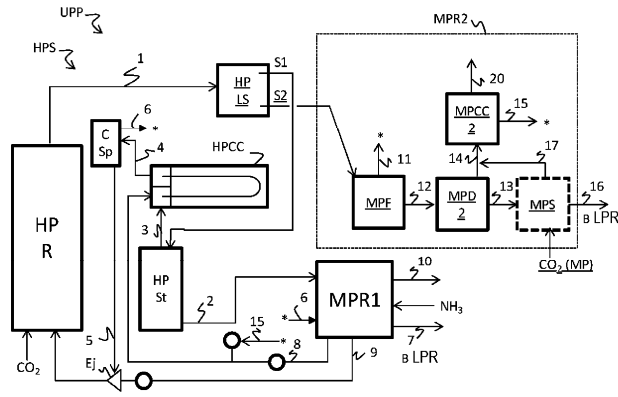 UPP
HPS
MPR2
1
S1
HP
LS
S2
20
MPCC
2
15
*
C
Sp
6
*
4
HPCC
*
11
14
17
HP
R
MPF
12
MPD
2
13
MPS
16
B LPR
3
HP
St
CO2 (MP)
2
10
6
*
MPR1
NH3
15
*
7
B LPR
5
8
9
CO2
Ej